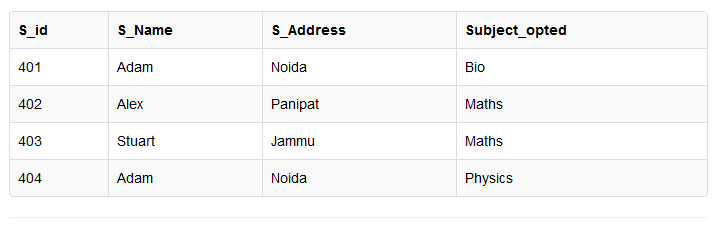 S_id S_Name S_Address Subject_opted
401 Adam Noida Bio
402 Alex Panipat Maths
403 Stuart Jammu Maths
404 Adam Noida Physics